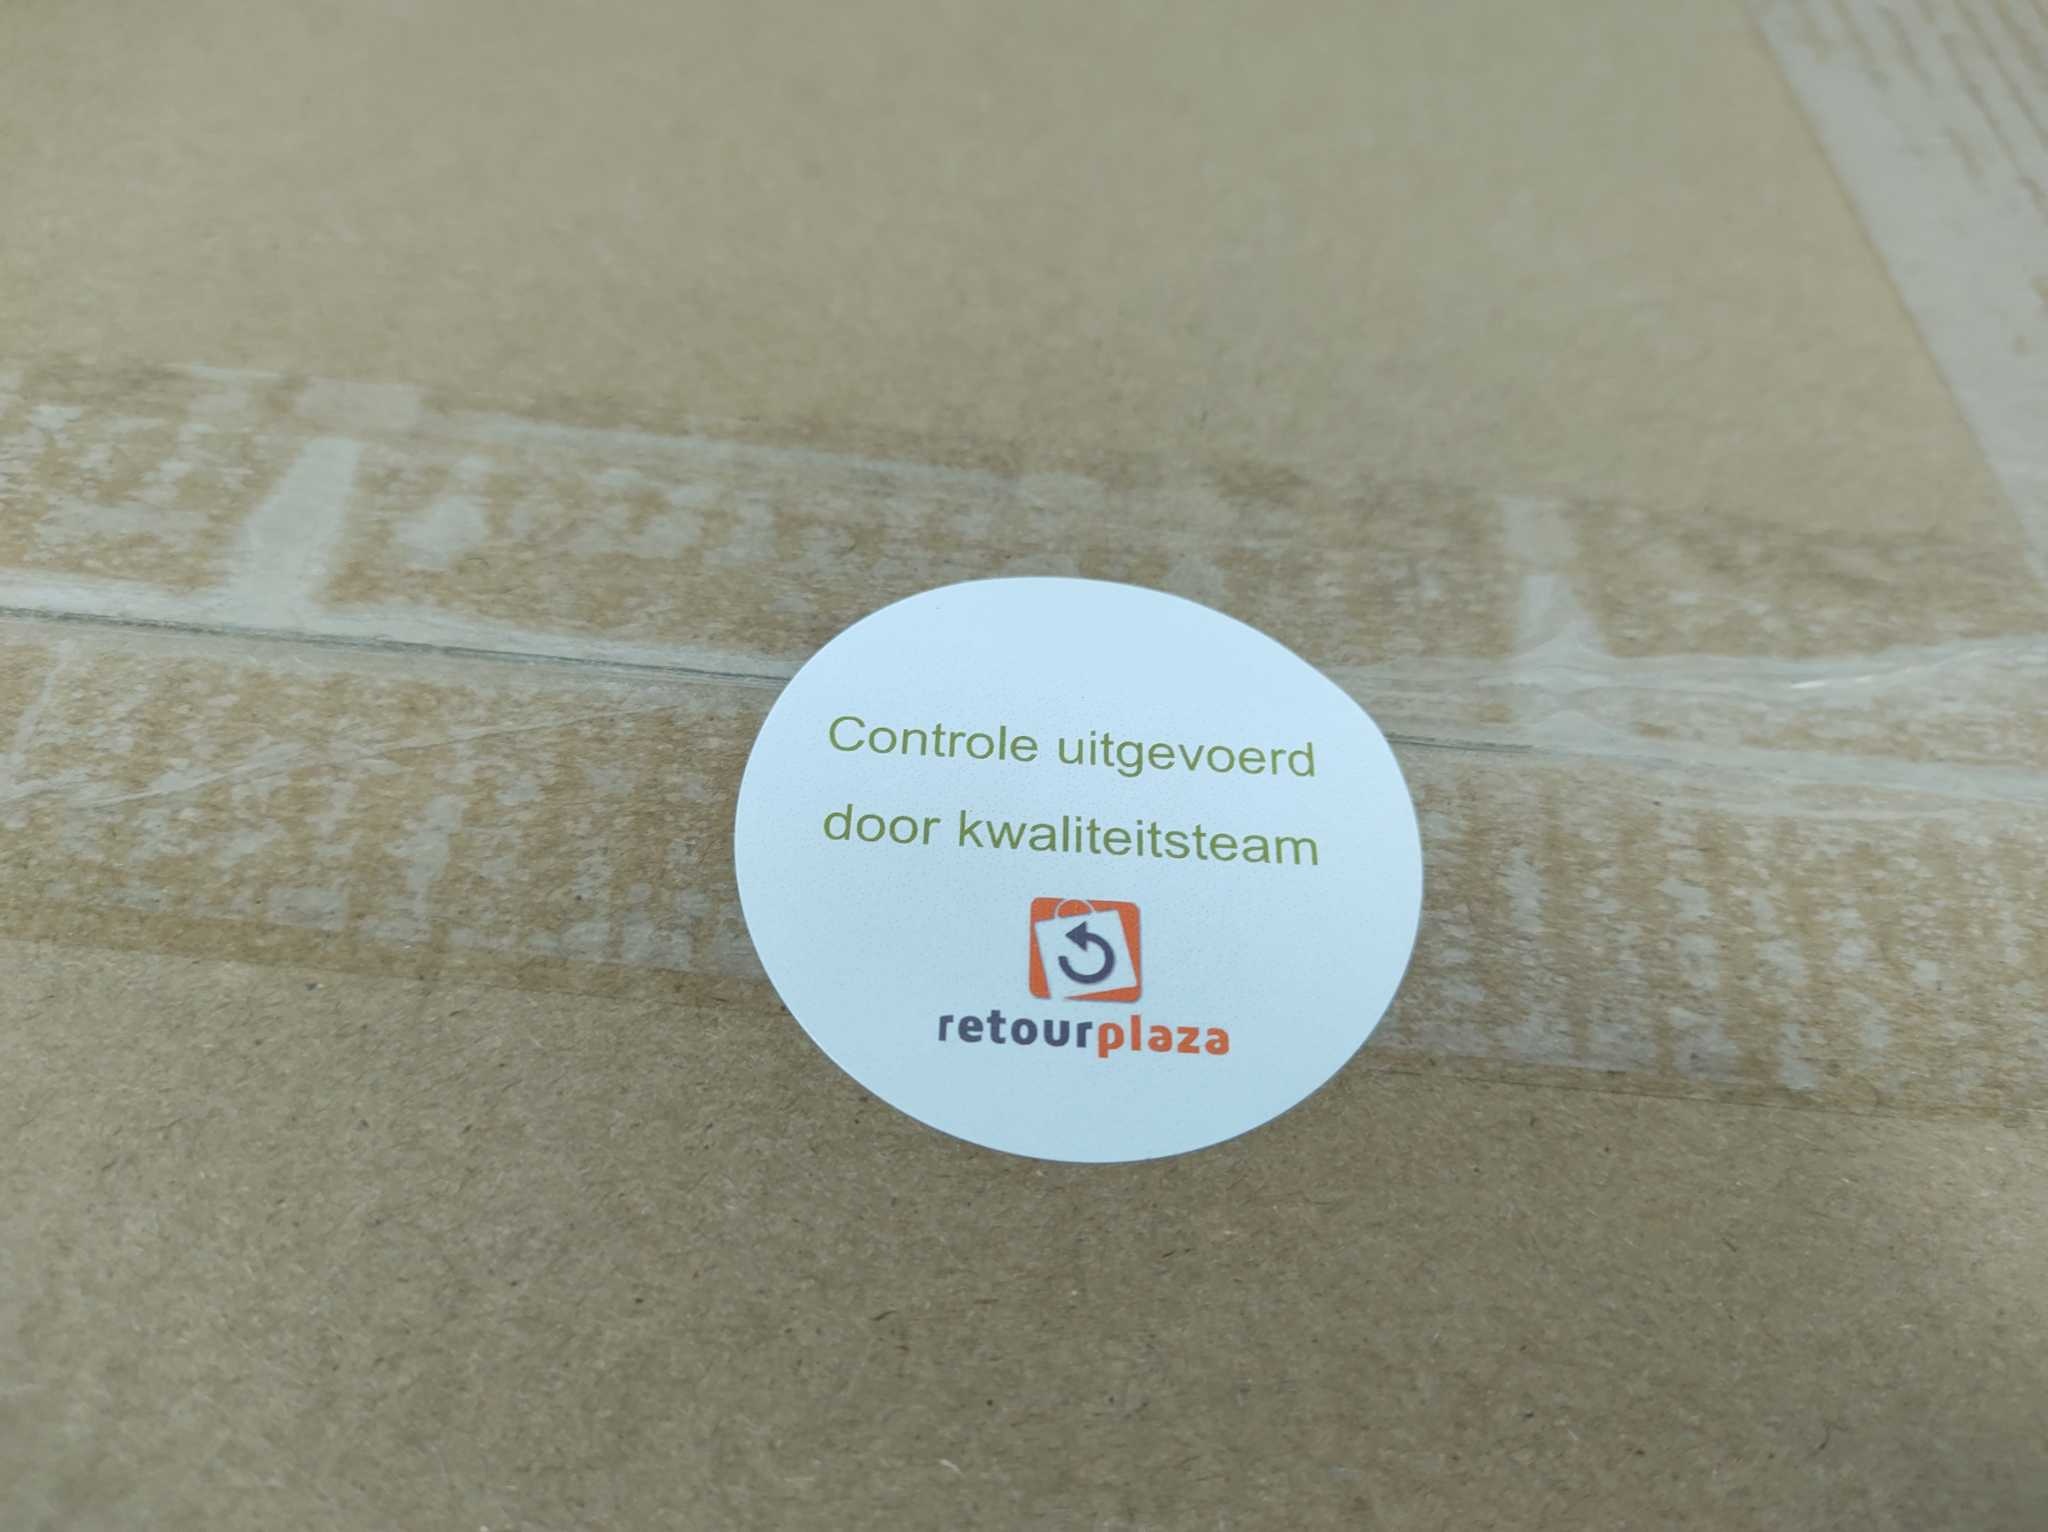 Controle uitgevoerd
door kwaliteitsteam
retourplaza